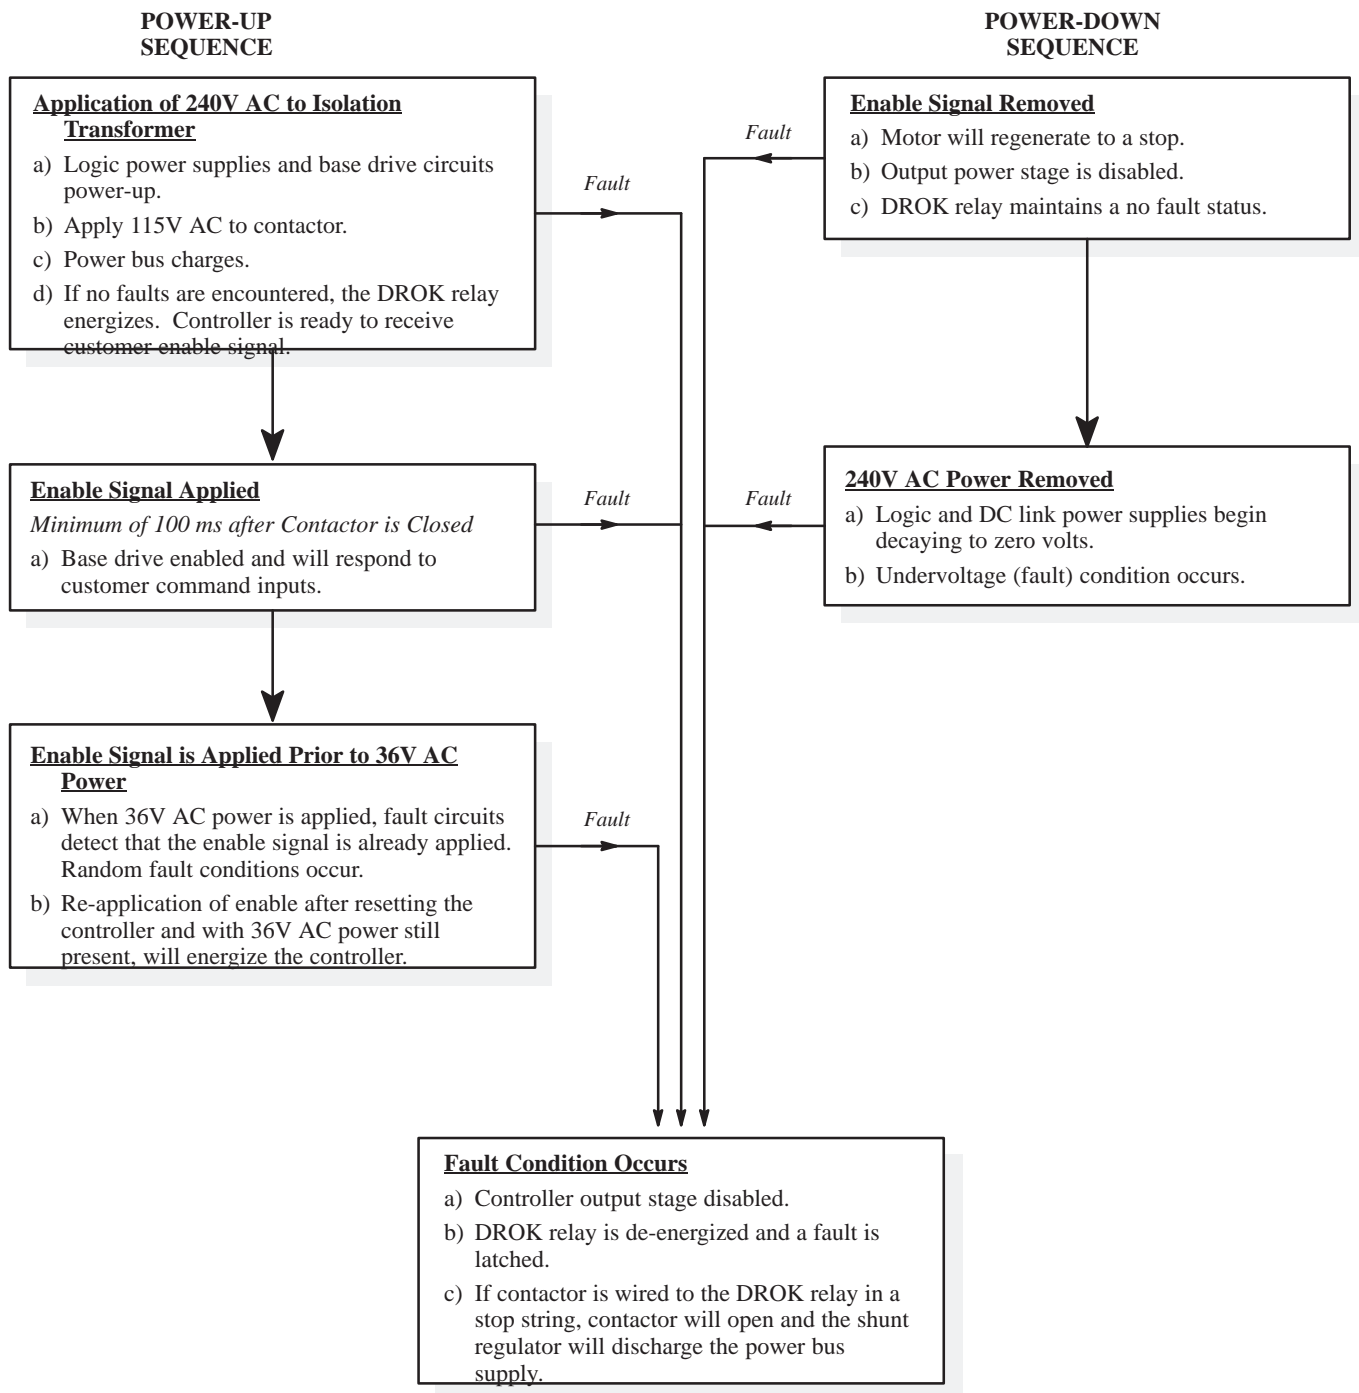 POWER-UP
SEQUENCE
Application of 240V AC to Isolation
Transformer
a) Logic power supplies and base drive circuits
power-up.
b) Apply 115V AC to contactor.
c) Power bus charges.
d) If no faults are encountered, the DROK relay
energizes. Controller is ready to receive
customer enable signal.
Fault
Enable Signal Applied
Minimum of 100 ms after Contactor is Closed
a) Base drive enabled and will respond to
customer command inputs.
Fault
Enable Signal is Applied Prior to 36V AC
Power
a) When 36V AC power is applied, fault circuits
detect that the enable signal is already applied.
Random fault conditions occur.
b) Re-application of enable after resetting the
controller and with 36V AC power still
present, will energize the controller.
Fault
POWER-DOWN
SEQUENCE
Enable Signal Removed
a) Motor will regenerate to a stop.
b) Output power stage is disabled.
c) DROK relay maintains a no fault status.
Fault
240V AC Power Removed
a) Logic and DC link power supplies begin
decaying to zero volts.
b) Undervoltage (fault) condition occurs.
Fault
Fault Condition Occurs
a) Controller output stage disabled.
b) DROK relay is de-energized and a fault is
latched.
c) If contactor is wired to the DROK relay in a
stop string, contactor will open and the shunt
regulator will discharge the power bus
supply.